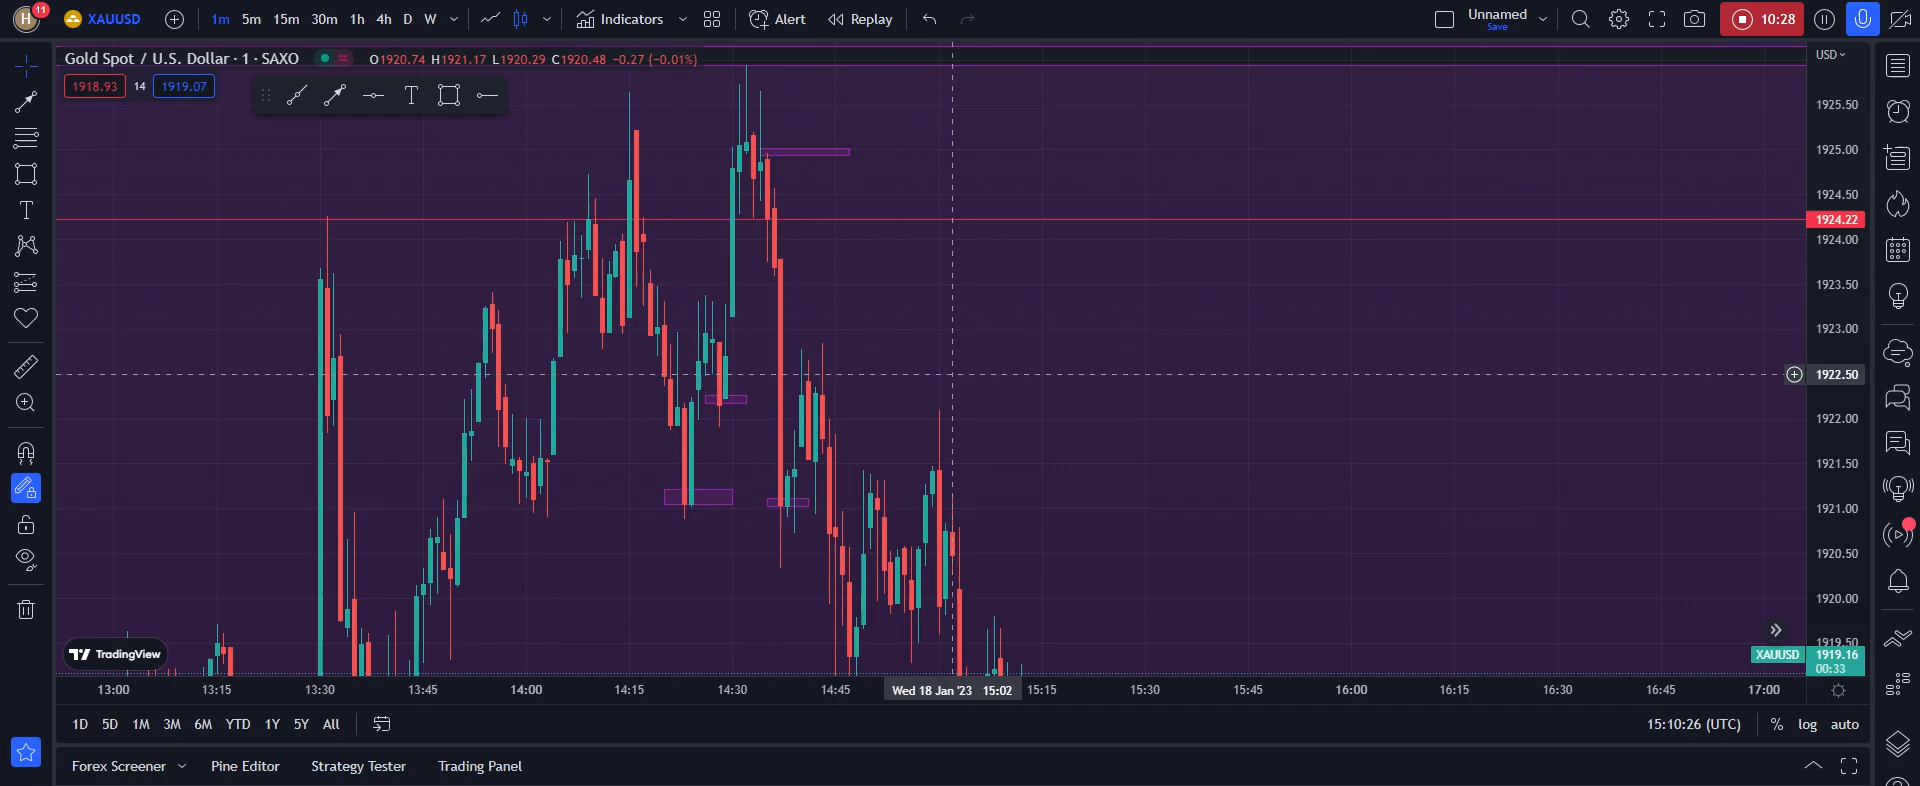 H 11 XAUUSD 1m 5m 15m 30m 1h 4h D W Indicators Alert Replay Unnamed Save 10:28
Gold Spot / U.S. Dollar · 1 · SAXO ≈ O1920.74 H1921.17 L1920.29 C1920.48 −0.27 (−0.01%) USD
1918.93 14 1919.07 T
1925.50
1925.00
1924.50
1924.22
1924.00
1923.50
1923.00
1922.50
1922.00
1921.50
1921.00
1920.50
1920.00
1919.50
XAUUSD 1919.16
00:33
TradingView
13:00 13:15 13:30 13:45 14:00 14:15 14:30 14:45 Wed 18 Jan '23 15:02 15:15 15:30 15:45 16:00 16:15 16:30 16:45 17:00
1D 5D 1M 3M 6M YTD 1Y 5Y All 15:10:26 (UTC) % log auto
Forex Screener Pine Editor Strategy Tester Trading Panel